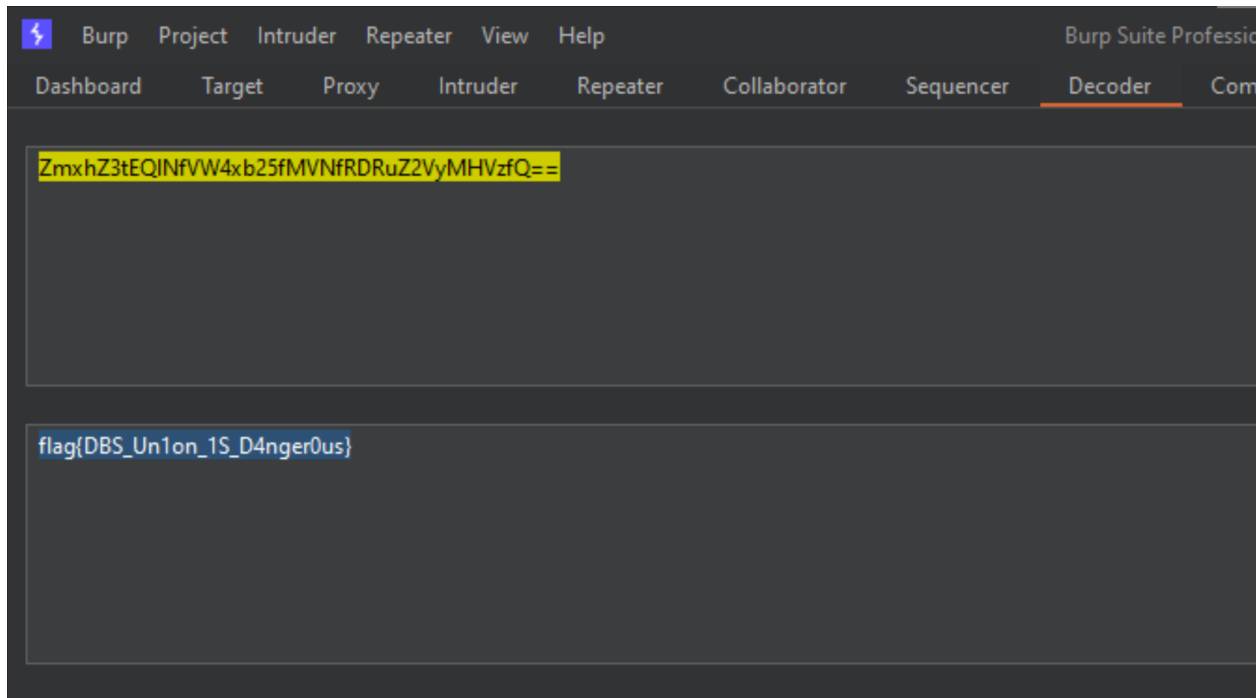 Burp Project Intruder Repeater View Help Burp Suite Professio
Dashboard Target Proxy Intruder Repeater Collaborator Sequencer Decoder Com
ZmxhZ3tEQlNfVW4xb25fMVNfRDRuZ2VyMHVzfQ==
flag{DBS_Un1on_1S_D4nger0us}